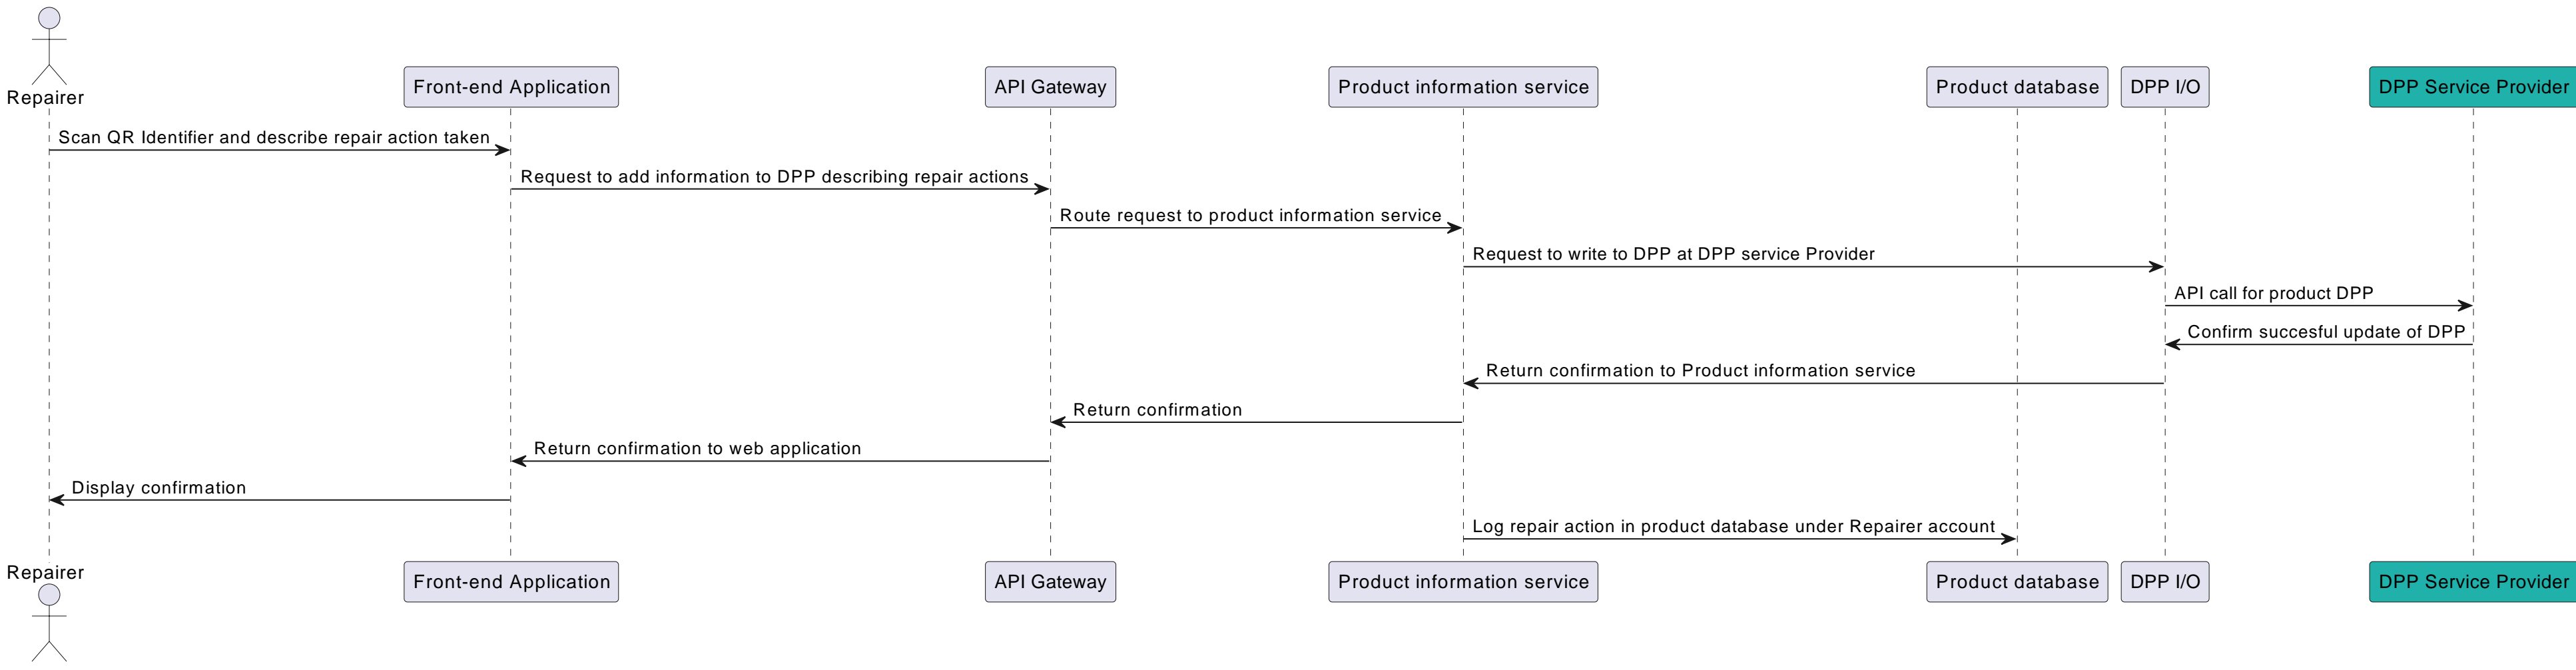 Repairer
Front-end Application
API Gateway
Product information service
Product database
DPP I/O
DPP Service Provider
Scan QR Identifier and describe repair action taken
Request to add information to DPP describing repair actions
Route request to product information service
Request to write to DPP at DPP service Provider
API call for product DPP
Confirm succesful update of DPP
Return confirmation to Product information service
Return confirmation
Return confirmation to web application
Display confirmation
Log repair action in product database under Repairer account
Repairer
Front-end Application
API Gateway
Product information service
Product database
DPP I/O
DPP Service Provider